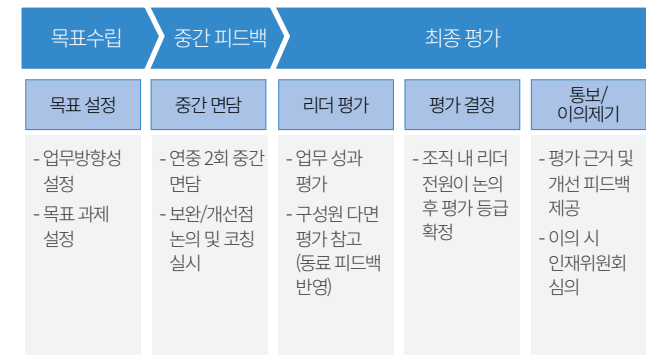 목표수립
중간 피드백
최종 평가
목표 설정
중간 면담
리더 평가
평가 결정
통보/
이의제기
- 업무방향성
설정
- 목표 과제
설정
- 연중 2회 중간
면담
- 보완/개선점
논의 및 코칭
실시
- 업무 성과
평가
- 구성원 다면
평가 참고
(동료 피드백
반영)
- 조직 내 리더
전원이 논의
후 평가 등급
확정
- 평가 근거 및
개선 피드백
제공
- 이의 시
인재위원회
심의